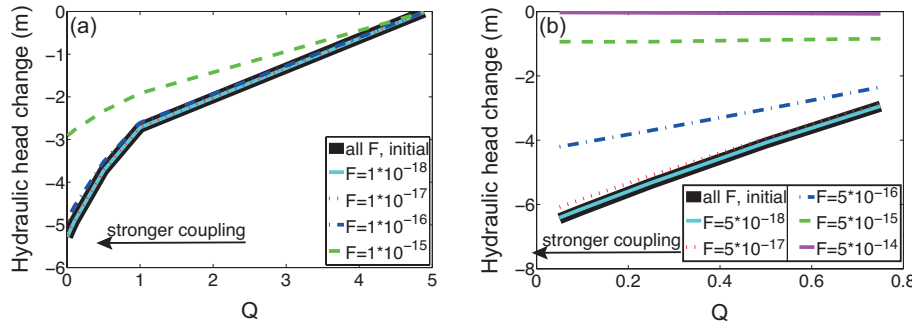 (a)
Hydraulic head change (m)
0
-1
-2
-3
-4
-5
-6
all F, initial
F=1*10⁻¹⁸
F=1*10⁻¹⁷
F=1*10⁻¹⁶
F=1*10⁻¹⁵
stronger coupling
0 1 2 3 4 5
Q
(b)
Hydraulic head change (m)
0
-2
-4
-6
-8
all F, initial
F=5*10⁻¹⁸
F=5*10⁻¹⁷
F=5*10⁻¹⁶
F=5*10⁻¹⁵
F=5*10⁻¹⁴
stronger coupling
0 0.2 0.4 0.6 0.8
Q